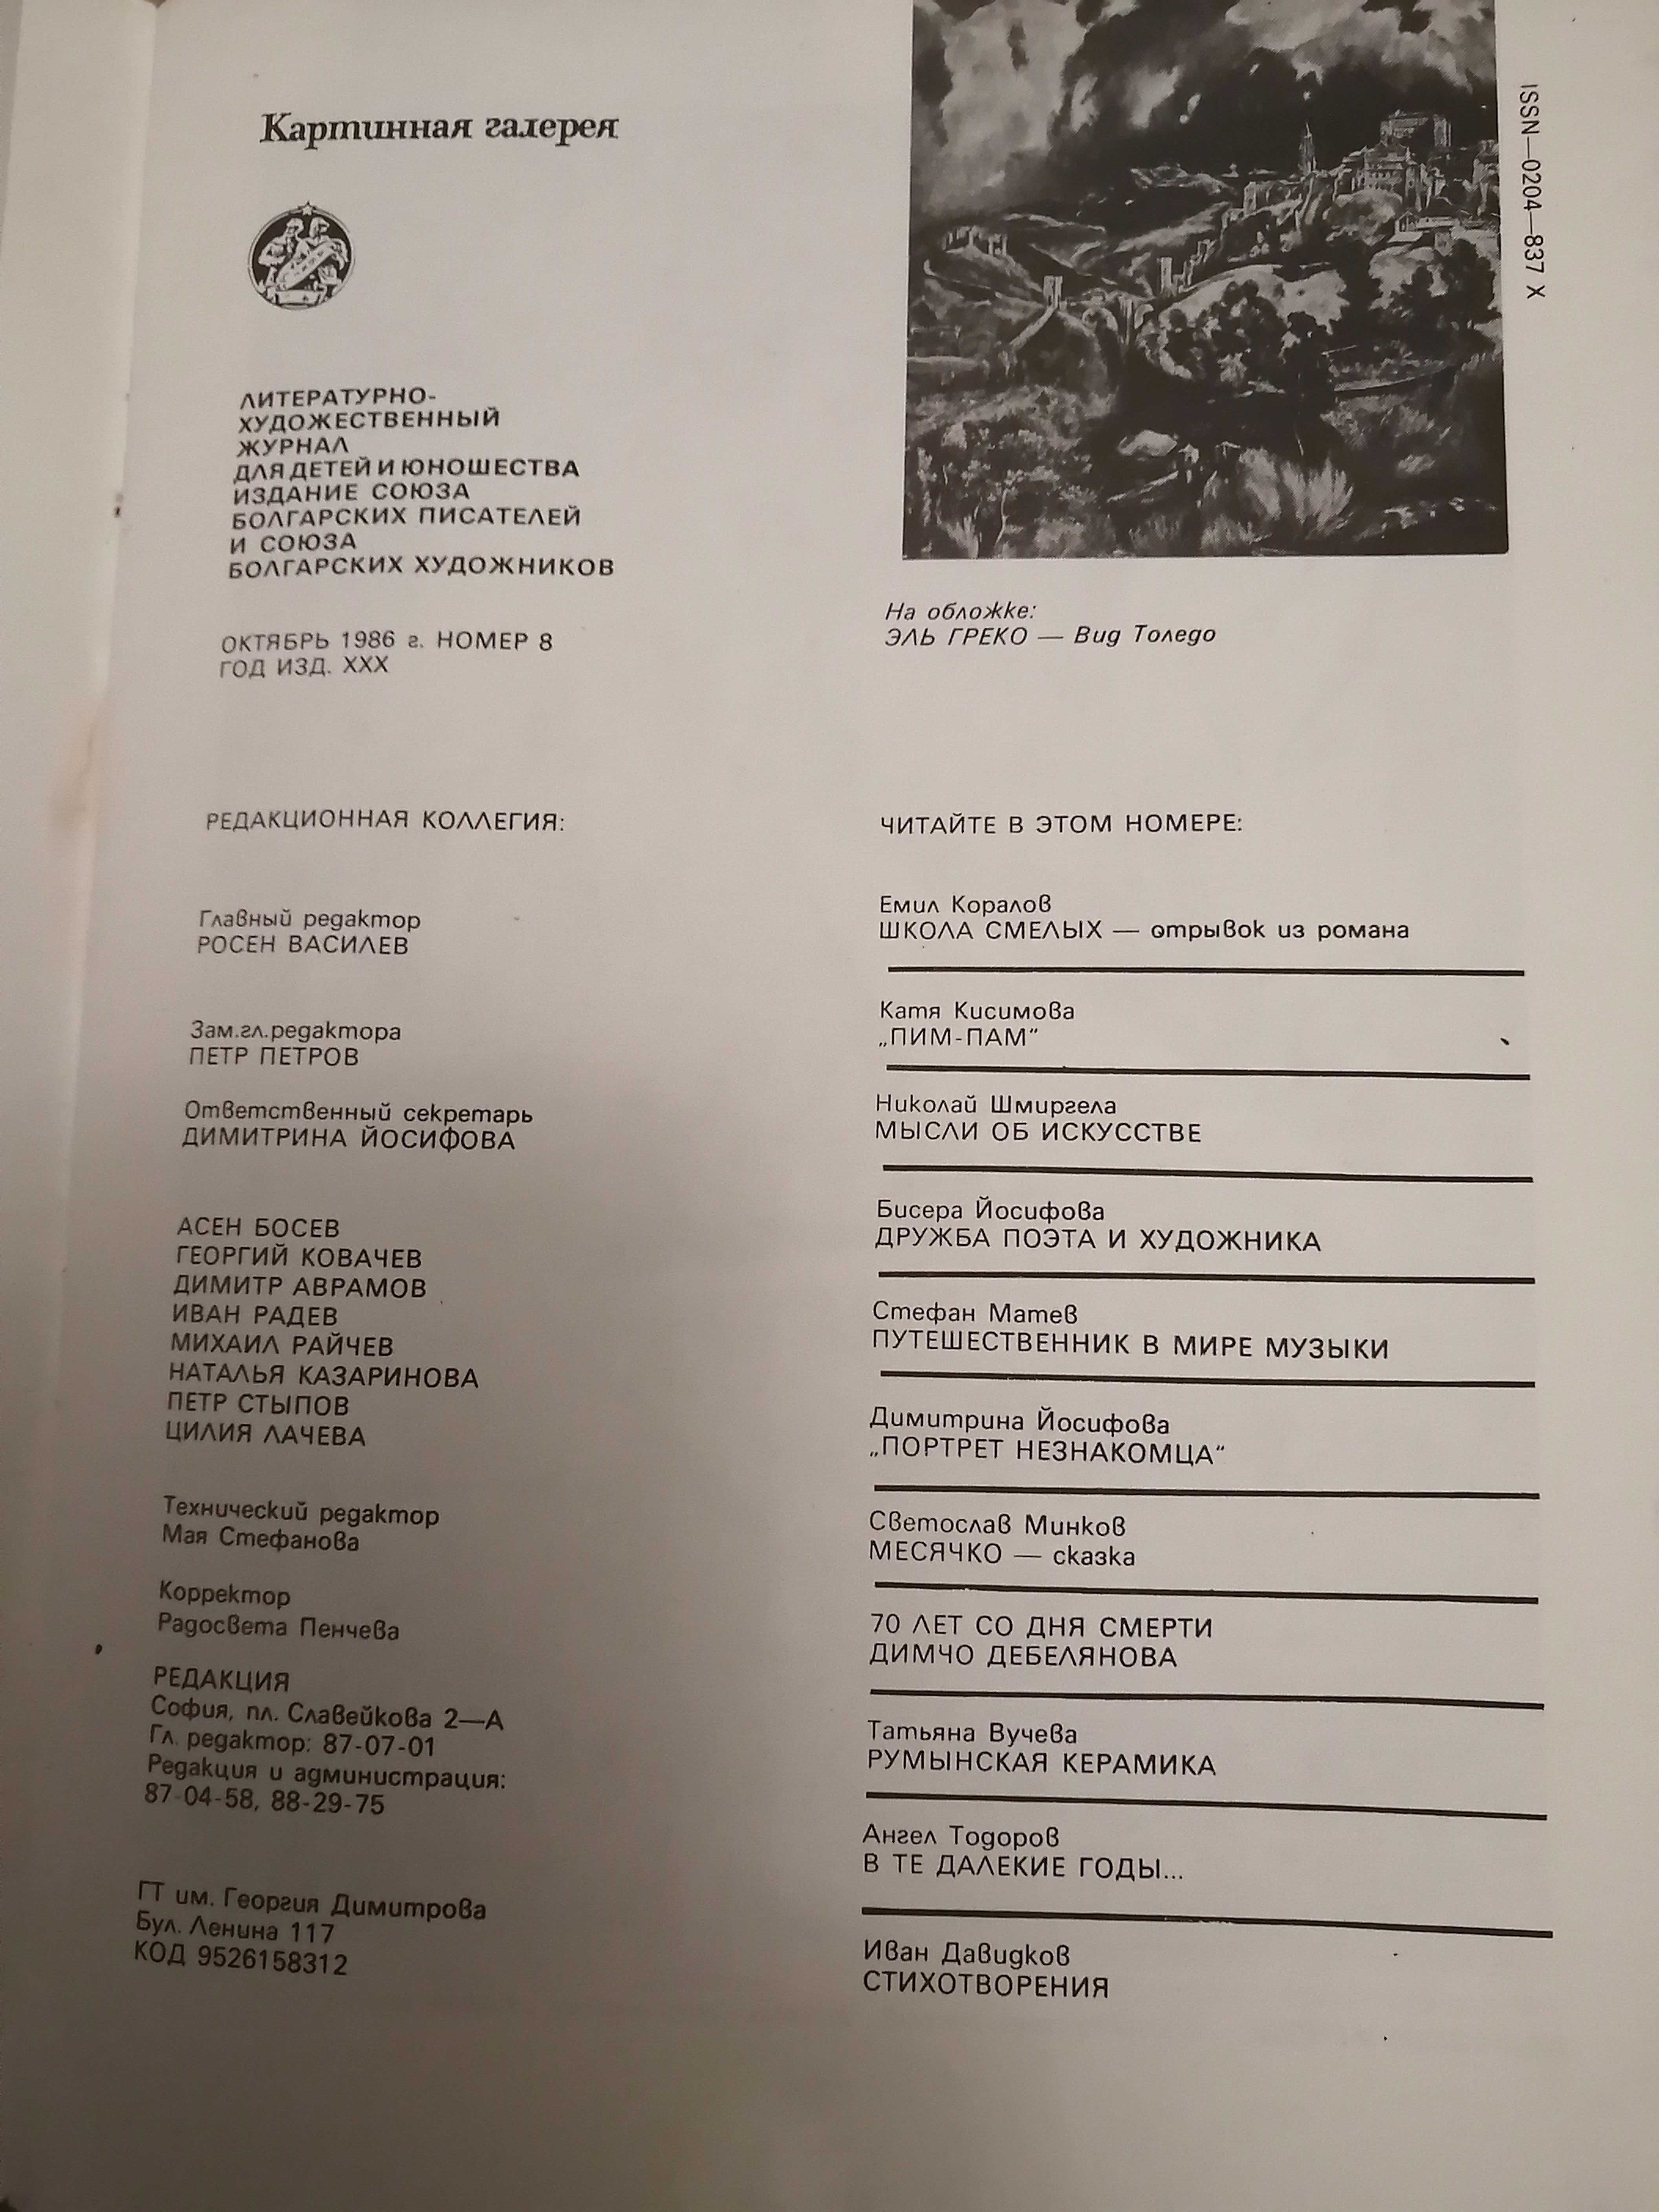 Картинная галерея
ЛИТЕРАТУРНО-
ХУДОЖЕСТВЕННЫЙ
ЖУРНАЛ
ДЛЯ ДЕТЕЙ И ЮНОШЕСТВА
ИЗДАНИЕ СОЮЗА
БОЛГАРСКИХ ПИСАТЕЛЕЙ
И СОЮЗА
БОЛГАРСКИХ ХУДОЖНИКОВ
ОКТЯБРЬ 1986 г. НОМЕР 8
ГОД ИЗД. XXX
РЕДАКЦИОННАЯ КОЛЛЕГИЯ:
Главный редактор
РОСЕН ВАСИЛЕВ
Зам.гл.редактора
ПЕТР ПЕТРОВ
Ответственный секретарь
ДИМИТРИНА ЙОСИФОВА
АСЕН БОСЕВ
ГЕОРГИЙ КОВАЧЕВ
ДИМИТР АВРАМОВ
ИВАН РАДЕВ
МИХАИЛ РАЙЧЕВ
НАТАЛЬЯ КАЗАРИНОВА
ПЕТР СТЫПОВ
ЦИЛИЯ ЛАЧЕВА
Технический редактор
Мая Стефанова
Корректор
Радосвета Пенчева
РЕДАКЦИЯ
София, пл. Славейкова 2—А
Гл. редактор: 87-07-01
Редакция и администрация:
87-04-58, 88-29-75
ГТ им. Георгия Димитрова
Бул. Ленина 117
КОД 9526158312
ISSN—0204—837 X
На обложке:
ЭЛЬ ГРЕКО — Вид Толедо
ЧИТАЙТЕ В ЭТОМ НОМЕРЕ:
Емил Коралов
ШКОЛА СМЕЛЫХ — отрывок из романа
Катя Кисимова
„ПИМ-ПАМ“
Николай Шмиргела
МЫСЛИ ОБ ИСКУССТВЕ
Бисера Йосифова
ДРУЖБА ПОЭТА И ХУДОЖНИКА
Стефан Матев
ПУТЕШЕСТВЕННИК В МИРЕ МУЗЫКИ
Димитрина Йосифова
„ПОРТРЕТ НЕЗНАКОМЦА“
Светослав Минков
МЕСЯЧКО — сказка
70 ЛЕТ СО ДНЯ СМЕРТИ
ДИМЧО ДЕБЕЛЯНОВА
Татьяна Вучева
РУМЫНСКАЯ КЕРАМИКА
Ангел Тодоров
В ТЕ ДАЛЕКИЕ ГОДЫ...
Иван Давидков
СТИХОТВОРЕНИЯ